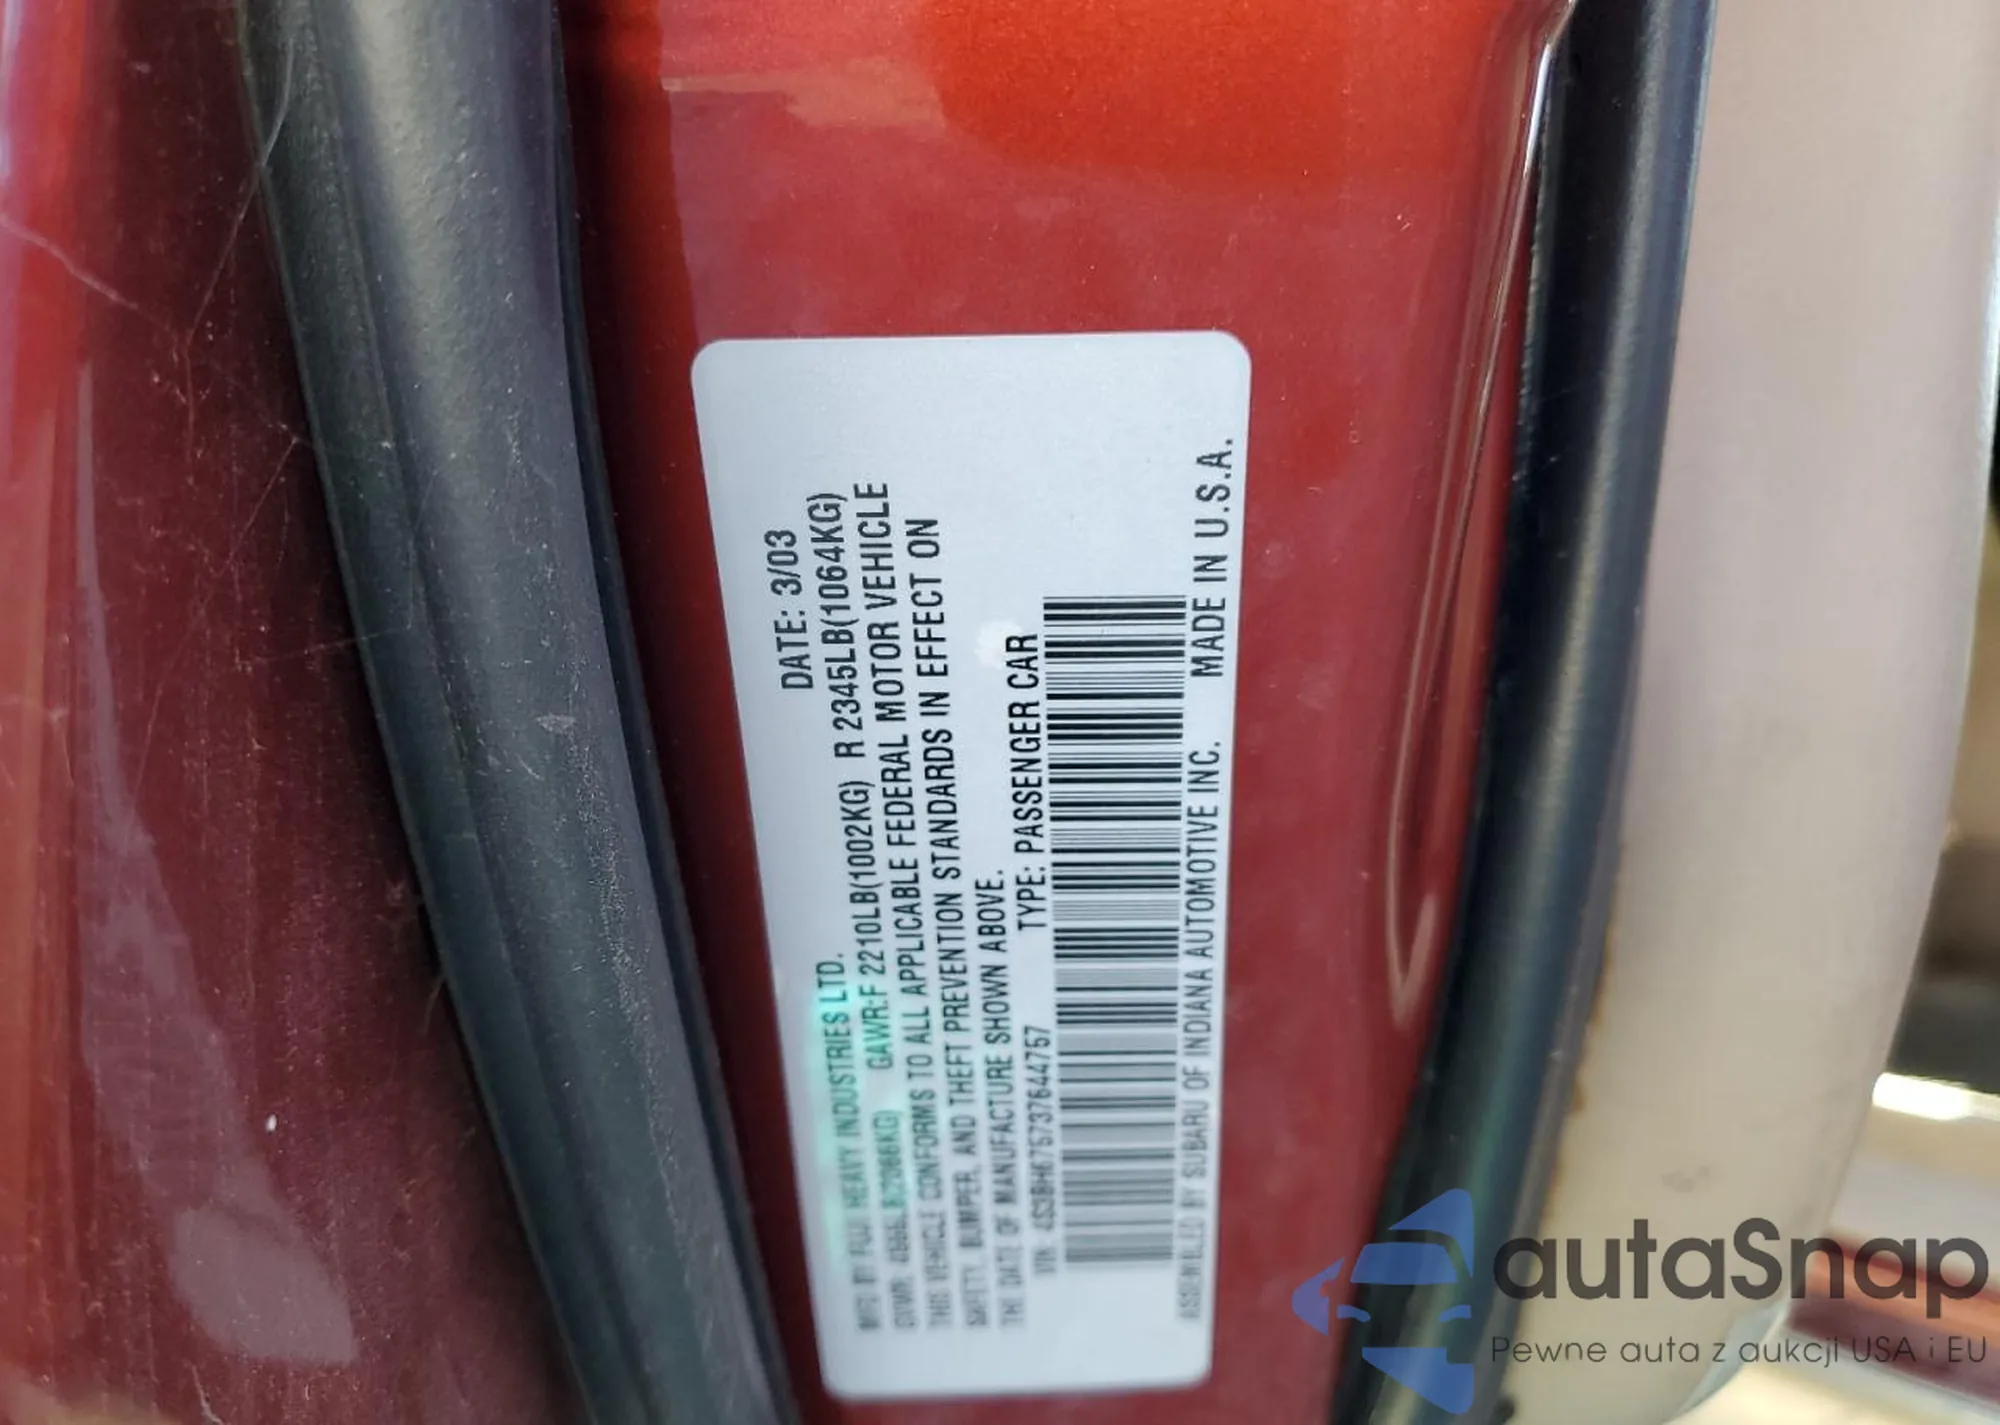 MFD BY FUJI HEAVY INDUSTRIES LTD. DATE: 3/03
GAWR:F 2210LB(1002KG) R 2345LB(1064KG)
THIS VEHICLE CONFORMS TO ALL APPLICABLE FEDERAL MOTOR VEHICLE
SAFETY, BUMPER, AND THEFT PREVENTION STANDARDS IN EFFECT ON
THE DATE OF MANUFACTURE SHOWN ABOVE.
VIN: 4S3BH675737644757 TYPE: PASSENGER CAR
ASSEMBLED BY SUBARU OF INDIANA AUTOMOTIVE INC. MADE IN U.S.A.
autaSnap
Pewne auta z aukcji USA i EU